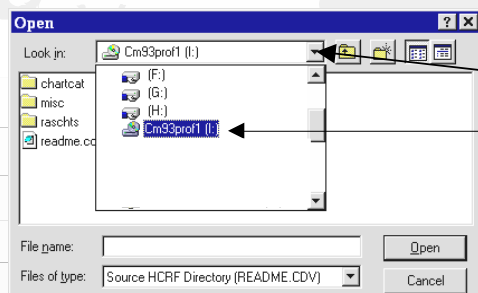 Open
Look in: Cm93prof1 (I:)
chartcat
misc
raschts
readme.cd
(F:)
(G:)
(H:)
Cm93prof1 (I:
File name:
Open
Files of type: Source HCRF Directory (README.CDV)
Cancel